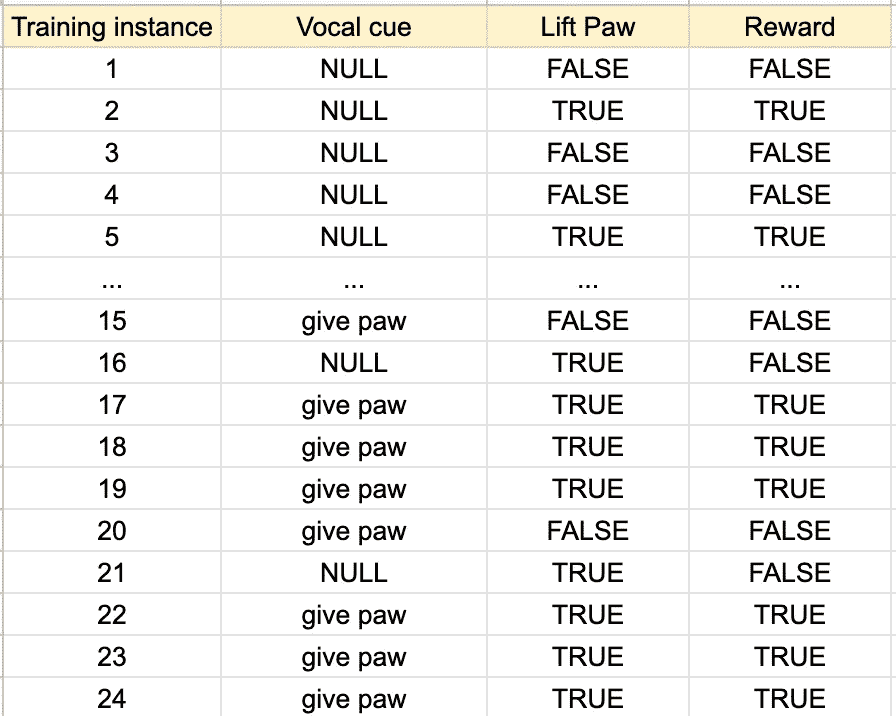 Training instance Vocal cue Lift Paw Reward
1 NULL FALSE FALSE
2 NULL TRUE TRUE
3 NULL FALSE FALSE
4 NULL FALSE FALSE
5 NULL TRUE TRUE
... ... ... ...
15 give paw FALSE FALSE
16 NULL TRUE FALSE
17 give paw TRUE TRUE
18 give paw TRUE TRUE
19 give paw TRUE TRUE
20 give paw FALSE FALSE
21 NULL TRUE FALSE
22 give paw TRUE TRUE
23 give paw TRUE TRUE
24 give paw TRUE TRUE